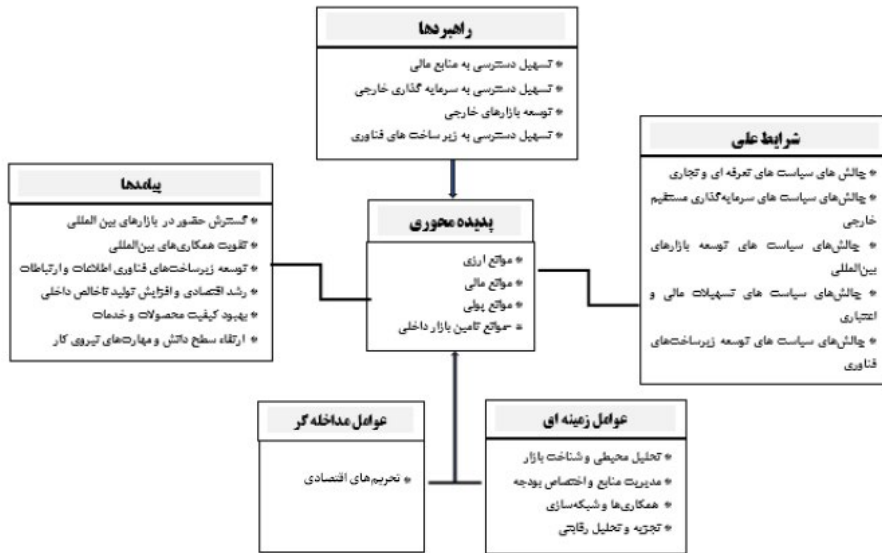 راهبردها
* تسهیل دسترسی به منابع مالی
* تسهیل دسترسی به سرمایه گذاری خارجی
* توسعه بازارهای خارجی
* تسهیل دسترسی به زیر ساخت های فناوری
شرایط علی
* چالش های سیاست های تعرفه ای و تجاری
* چالش‌های سیاست های سرمایه‌گذاری مستقیم
خارجی
* چالش‌های سیاست های توسعه بازارهای
بین‌المللی
* چالش‌های سیاست های تسهیلات مالی و
اعتباری
* چالش‌های سیاست های توسعه زیرساخت‌های
فناوری
پدیده محوری
* موانع ارزی
* موانع مالی
* موانع پولی
* -موانع تامین بازار داخلی
پیامدها
* گسترش حضور در بازارهای بین المللی
* تقویت همکاری‌های بین‌المللی
* توسعه زیرساخت‌های فناوری اطلاعات و ارتباطات
* رشد اقتصادی و افزایش تولید ناخالص داخلی
* بهبود کیفیت محصولات و خدمات
* ارتقاء سطح دانش و مهارت‌های نیروی کار
عوامل زمینه ای
* تحلیل محیطی و شناخت بازار
* مدیریت منابع و اختصاص بودجه
* همکاری‌ها و شبکه‌سازی
* تجزیه و تحلیل رقابتی
عوامل مداخله گر
* تحریم‌های اقتصادی